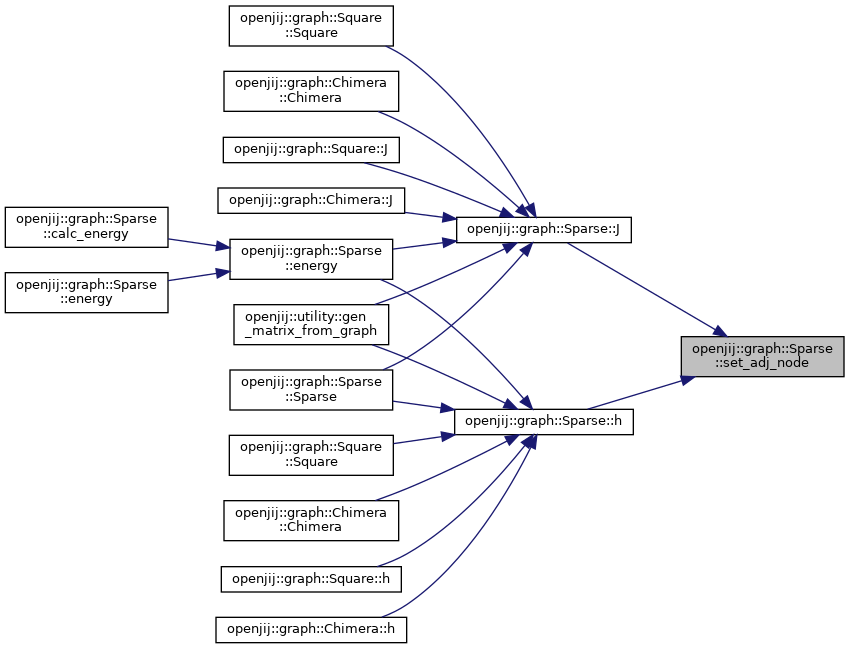 openjij::graph::Square
::Square
openjij::graph::Chimera
::Chimera
openjij::graph::Square::J
openjij::graph::Chimera::J
openjij::graph::Sparse
::calc_energy
openjij::graph::Sparse
::energy
openjij::graph::Sparse
::energy
openjij::utility::gen
_matrix_from_graph
openjij::graph::Sparse
::Sparse
openjij::graph::Square
::Square
openjij::graph::Chimera
::Chimera
openjij::graph::Square::h
openjij::graph::Chimera::h
openjij::graph::Sparse::J
openjij::graph::Sparse::h
openjij::graph::Sparse
::set_adj_node